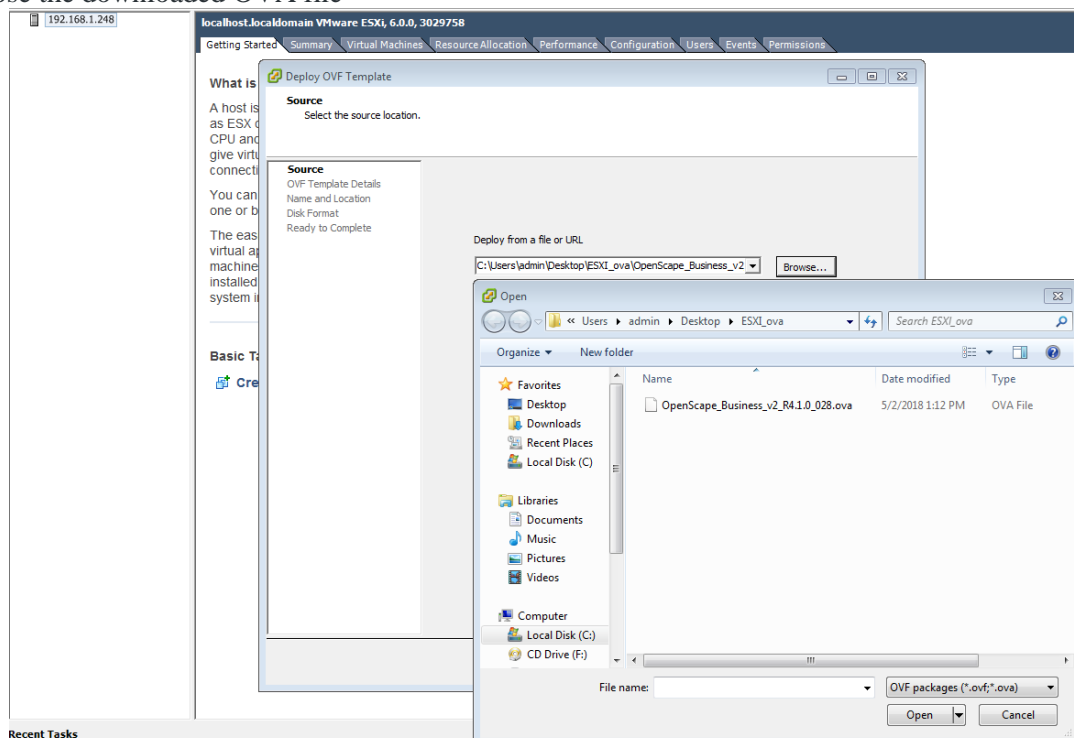 ose the downloaded OVA file
192.168.1.248
localhost.localdomain VMware ESXi, 6.0.0, 3029758
Getting Started Summary Virtual Machines Resource Allocation Performance Configuration Users Events Permissions
What is
A host is
as ESX o
CPU and
give virtu
connecti
You can
one or b
The eas
virtual ap
machine
installed
system i
Basic Ta
Cre
Deploy OVF Template
Source
Select the source location.
Source
OVF Template Details
Name and Location
Disk Format
Ready to Complete
Deploy from a file or URL
C:\Users\admin\Desktop\ESXI_ova\OpenScape_Business_v2 Browse...
Open
« Users admin Desktop ESXI_ova Search ESXI_ova
Organize New folder
Favorites
Desktop
Downloads
Recent Places
Local Disk (C)
Libraries
Documents
Music
Pictures
Videos
Computer
Local Disk (C:)
CD Drive (F:)
Name Date modified Type
OpenScape_Business_v2_R4.1.0_028.ova 5/2/2018 1:12 PM OVA File
File name: OVF packages (*.ovf;*.ova)
Open Cancel
Recent Tasks